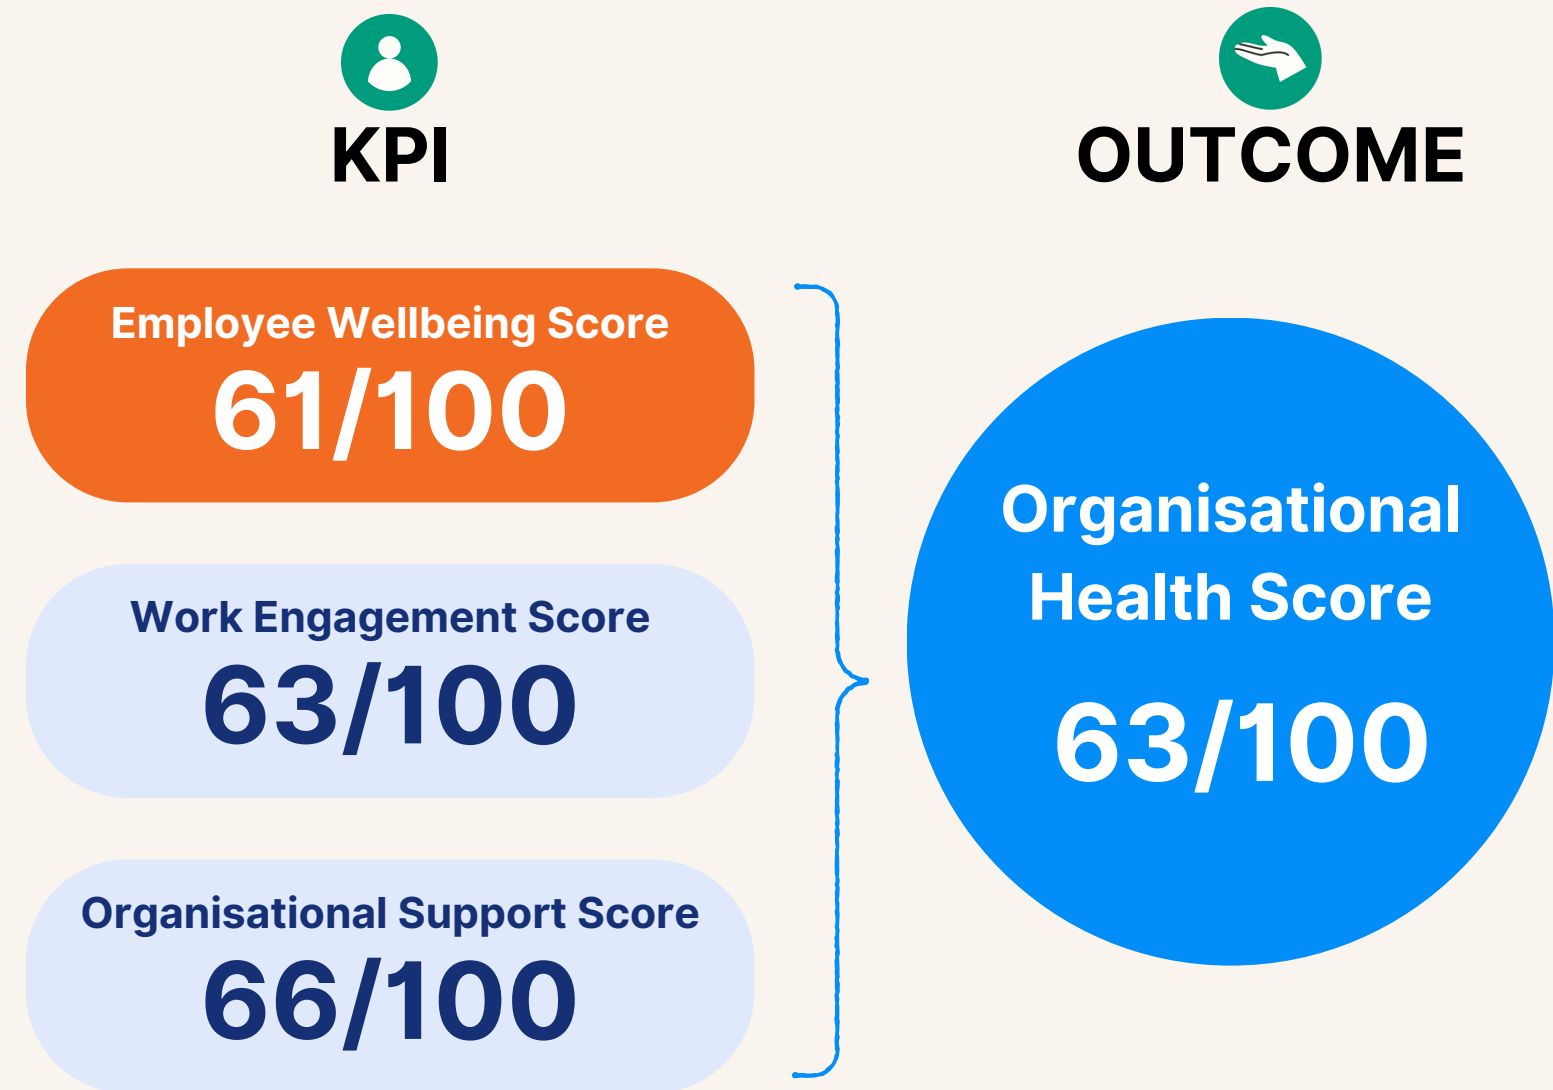 KPI
Employee Wellbeing Score
61/100
Work Engagement Score
63/100
Organisational Support Score
66/100
OUTCOME
Organisational
Health Score
63/100